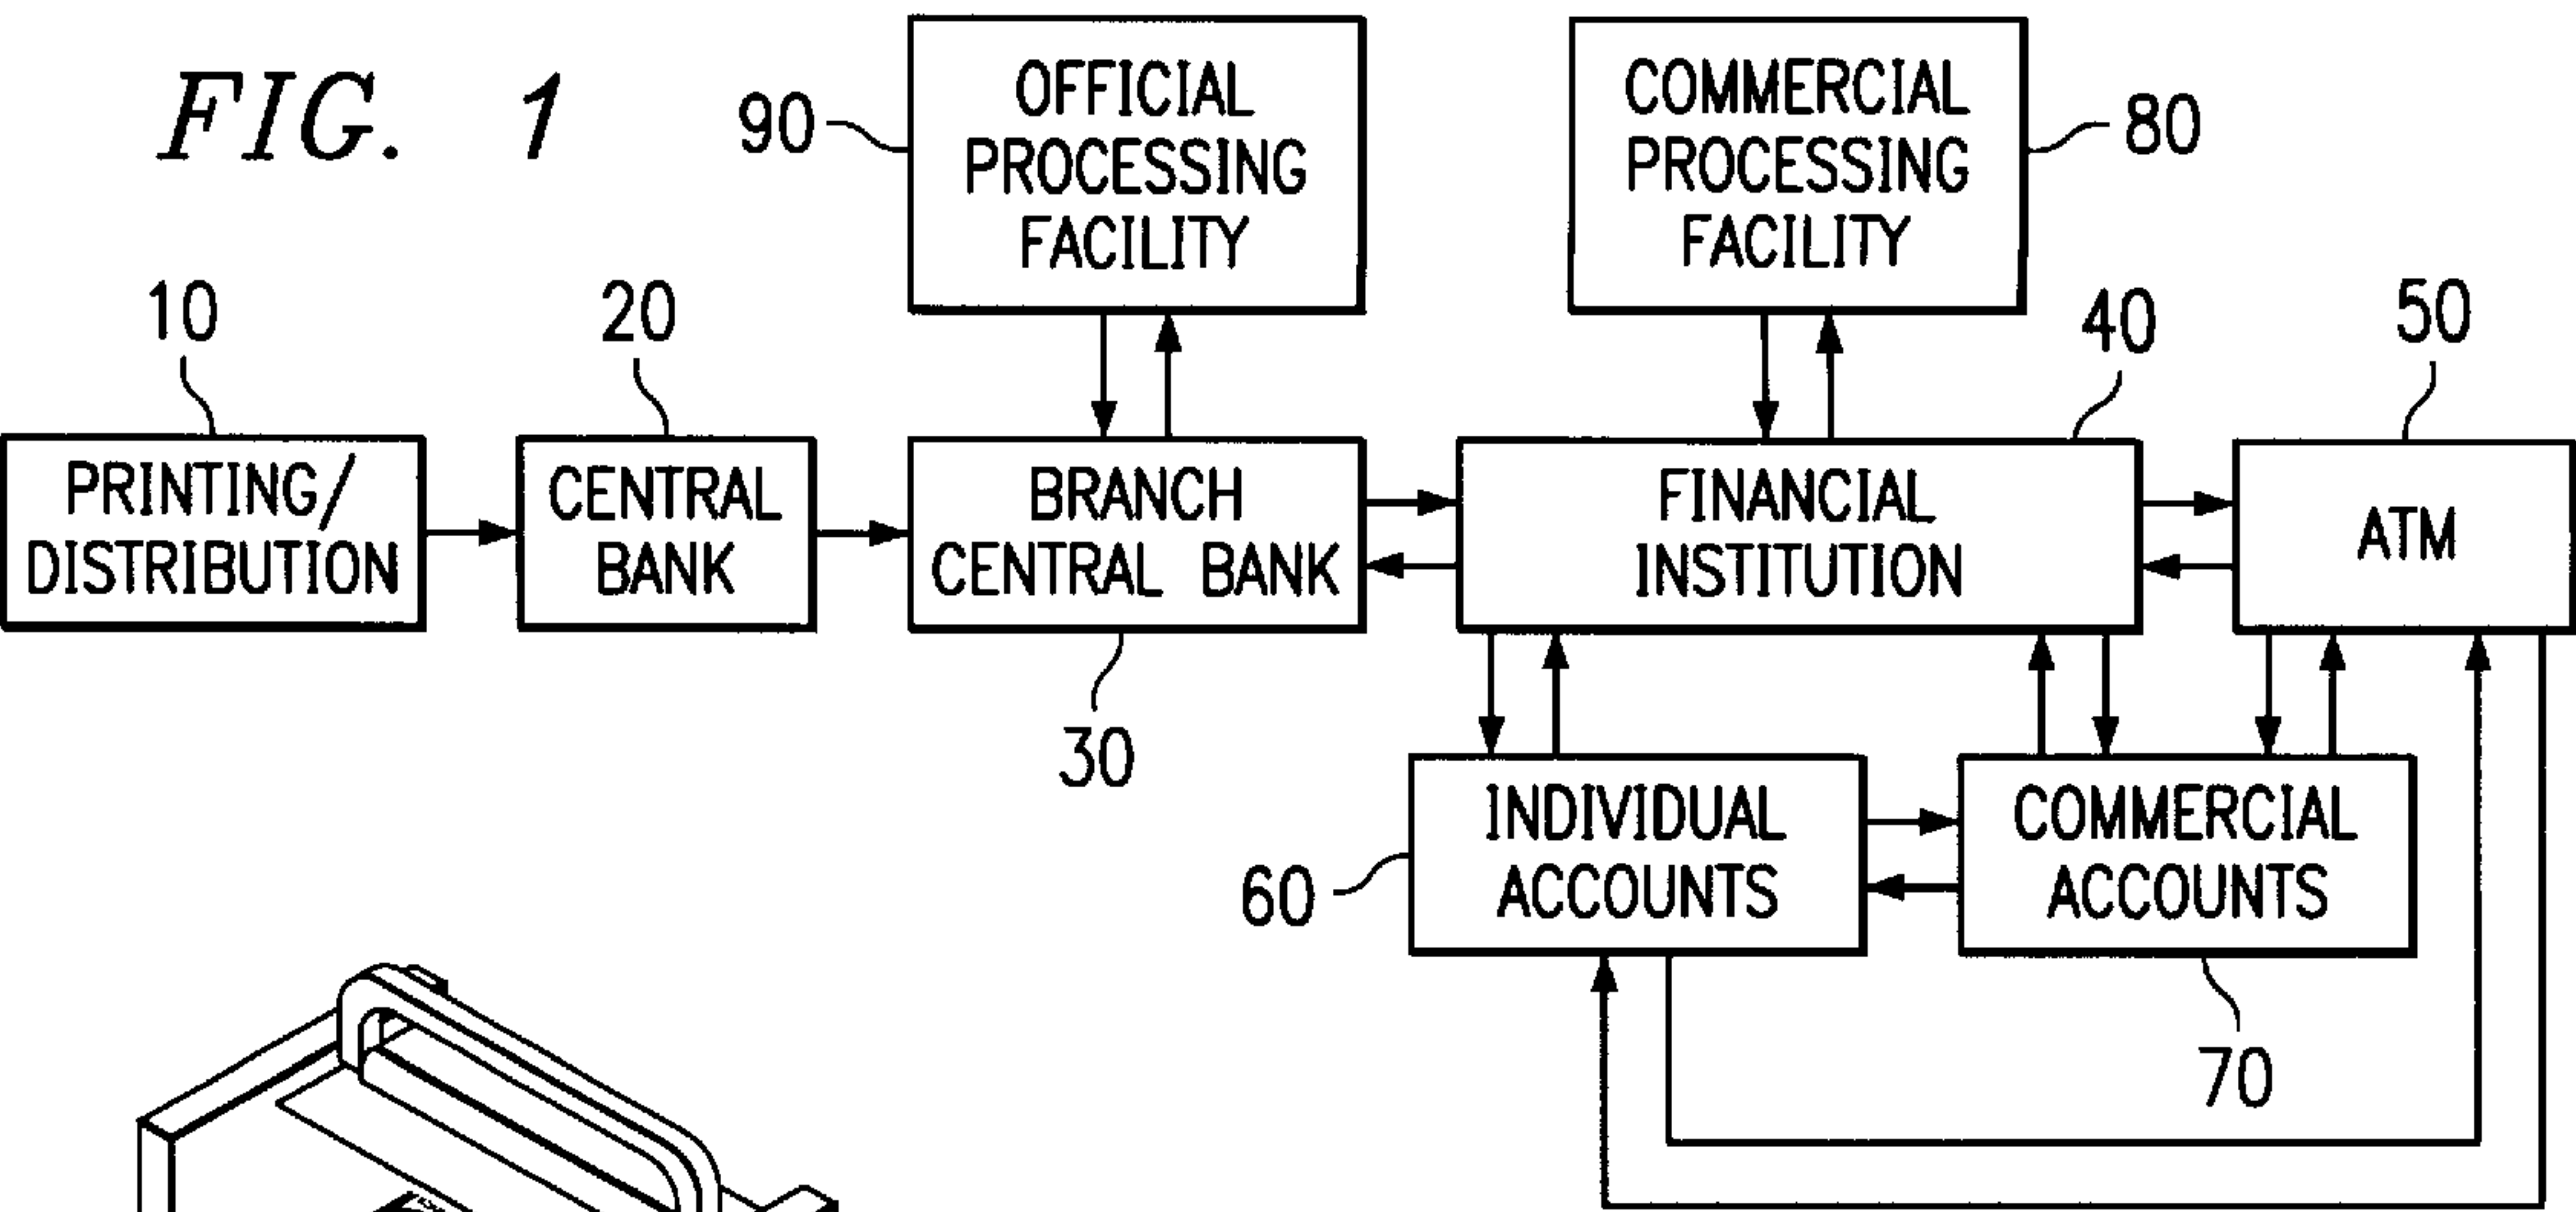 FIG. 1
90
OFFICIAL
PROCESSING
FACILITY
COMMERCIAL
PROCESSING
FACILITY
80
10
20
40
50
PRINTING/
DISTRIBUTION
CENTRAL
BANK
BRANCH
CENTRAL BANK
FINANCIAL
INSTITUTION
ATM
30
60
INDIVIDUAL
ACCOUNTS
COMMERCIAL
ACCOUNTS
70